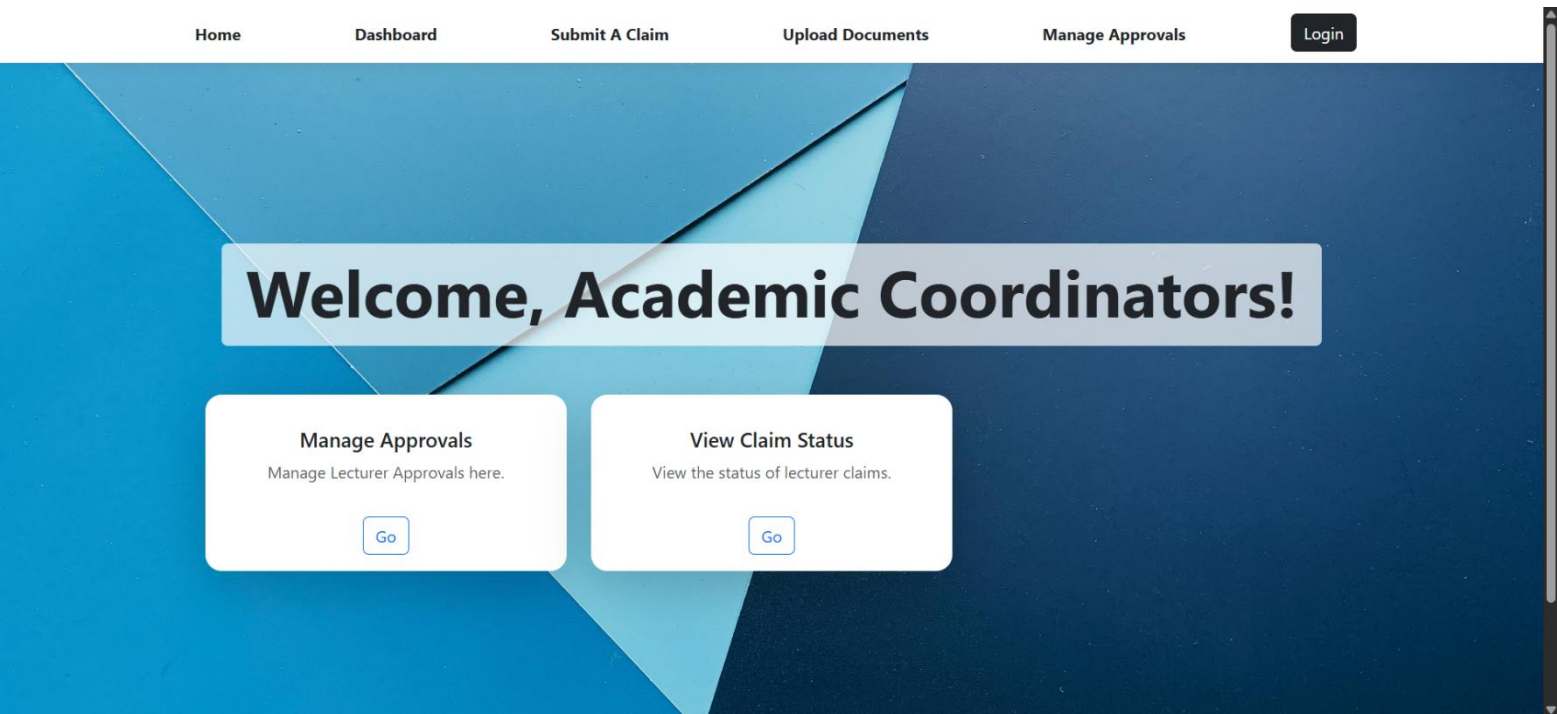 Home Dashboard Submit A Claim Upload Documents Manage Approvals Login
Welcome, Academic Coordinators!
Manage Approvals
Manage Lecturer Approvals here.
Go
View Claim Status
View the status of lecturer claims.
Go